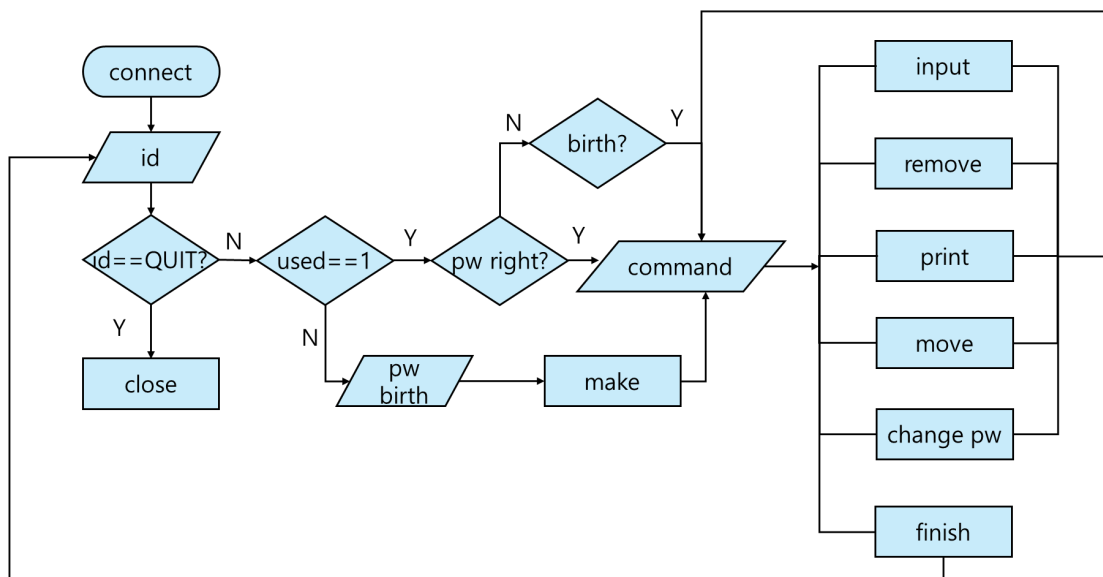 connect
id
id==QUIT?
Y
close
N
used==1
N
pw
birth
make
Y
pw right?
N
birth?
Y
Y
command
input
remove
print
move
change pw
finish